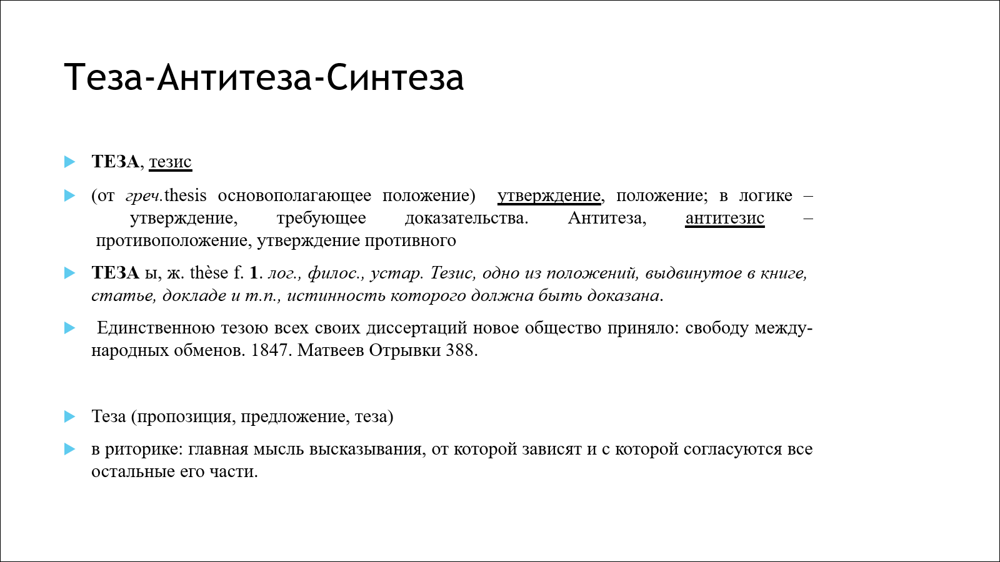 Теза-Антитеза-Синтеза
ТЕЗА, тезис
(от греч.thesis основополагающее положение) утверждение, положение; в логике –
утверждение, требующее доказательства. Антитеза, антитезис –
противоположение, утверждение противного
ТЕЗА ы, ж. thèse f. 1. лог., филос., устар. Тезис, одно из положений, выдвинутое в книге,
статье, докладе и т.п., истинность которого должна быть доказана.
Единственною тезою всех своих диссертаций новое общество приняло: свободу между-
народных обменов. 1847. Матвеев Отрывки 388.
Теза (пропозиция, предложение, теза)
в риторике: главная мысль высказывания, от которой зависят и с которой согласуются все
остальные его части.